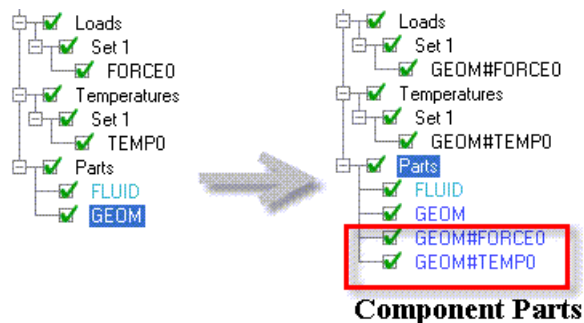 Loads
Set 1
FORCE0
Temperatures
Set 1
TEMP0
Parts
FLUID
GEOM
Loads
Set 1
GEOM#FORCE0
Temperatures
Set 1
GEOM#TEMP0
Parts
FLUID
GEOM
GEOM#FORCE0
GEOM#TEMP0
Component Parts